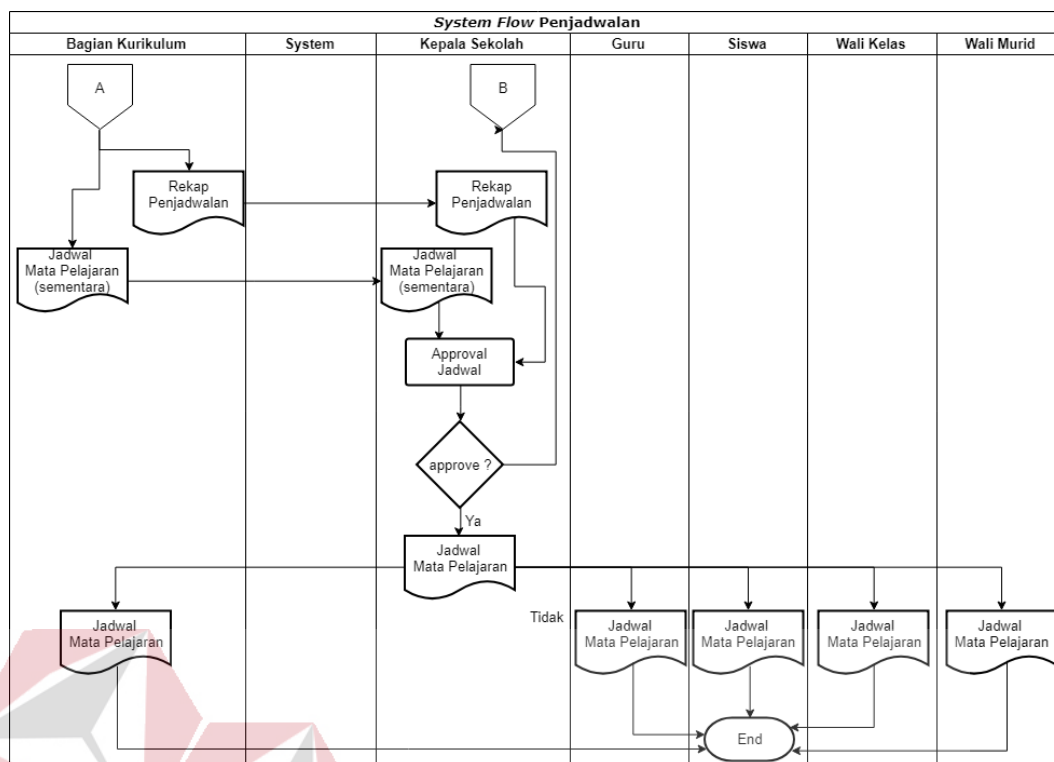 System Flow Penjadwalan
Bagian Kurikulum
System
Kepala Sekolah
Guru
Siswa
Wali Kelas
Wali Murid
A
B
Rekap
Penjadwalan
Rekap
Penjadwalan
Jadwal
Mata Pelajaran
(sementara)
Jadwal
Mata Pelajaran
(sementara)
Approval
Jadwal
approve ?
Ya
Jadwal
Mata Pelajaran
Tidak
Jadwal
Mata Pelajaran
Jadwal
Mata Pelajaran
Jadwal
Mata Pelajaran
Jadwal
Mata Pelajaran
Jadwal
Mata Pelajaran
End